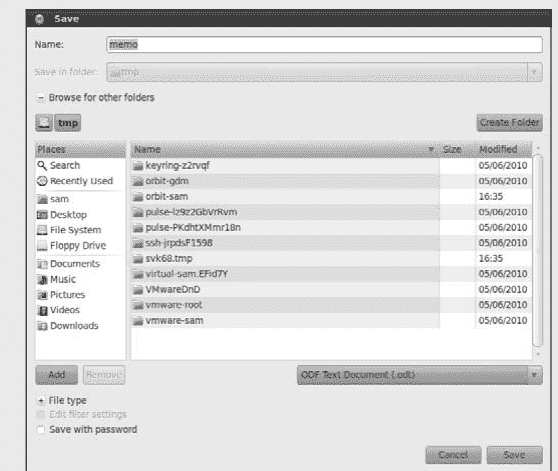 Save
Name: memo
Save in folder: tmp
Browse for other folders
tmp Create Folder
Places Name Size Modified
Search keyring-z2rvqf 05/06/2010
Recently Used orbit-gdm 05/06/2010
sam orbit-sam 16:35
Desktop pulse-Iz9z2GbVrRvm 05/06/2010
File System pulse-PKdhtXMmr18n 05/06/2010
Floppy Drive ssh-jrpdsF1598 05/06/2010
Documents svk68.tmp 16:35
Music virtual-sam.EFid7Y 05/06/2010
Pictures VMwareDnD 05/06/2010
Videos vmware-root 05/06/2010
Downloads vmware-sam 05/06/2010
Add Remove ODF Text Document (.odt)
File type
Edit filter settings
Save with password
Cancel Save